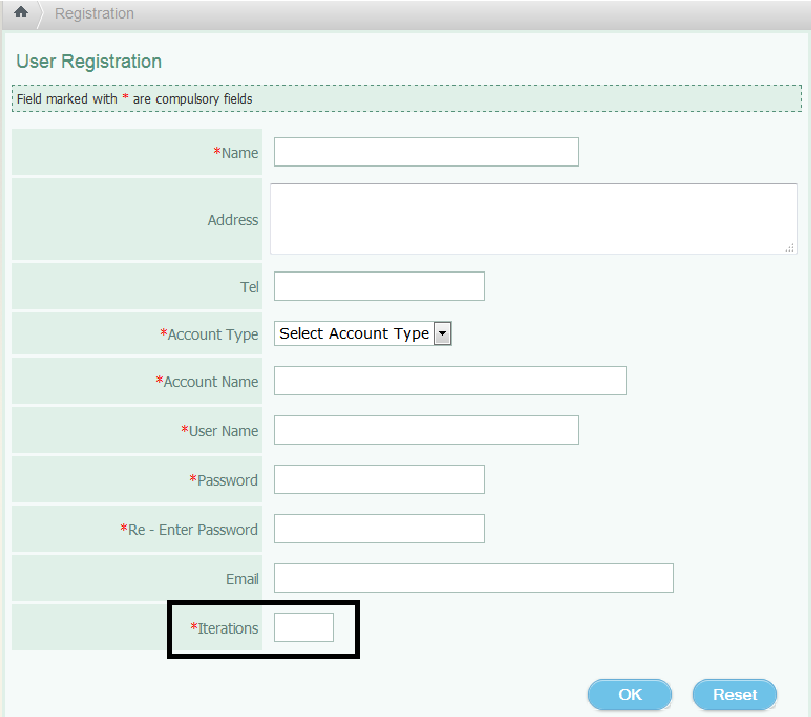 Registration
User Registration
Field marked with * are compulsory fields
*Name
Address
Tel
*Account Type Select Account Type
*Account Name
*User Name
*Password
*Re - Enter Password
Email
*Iterations
OK Reset